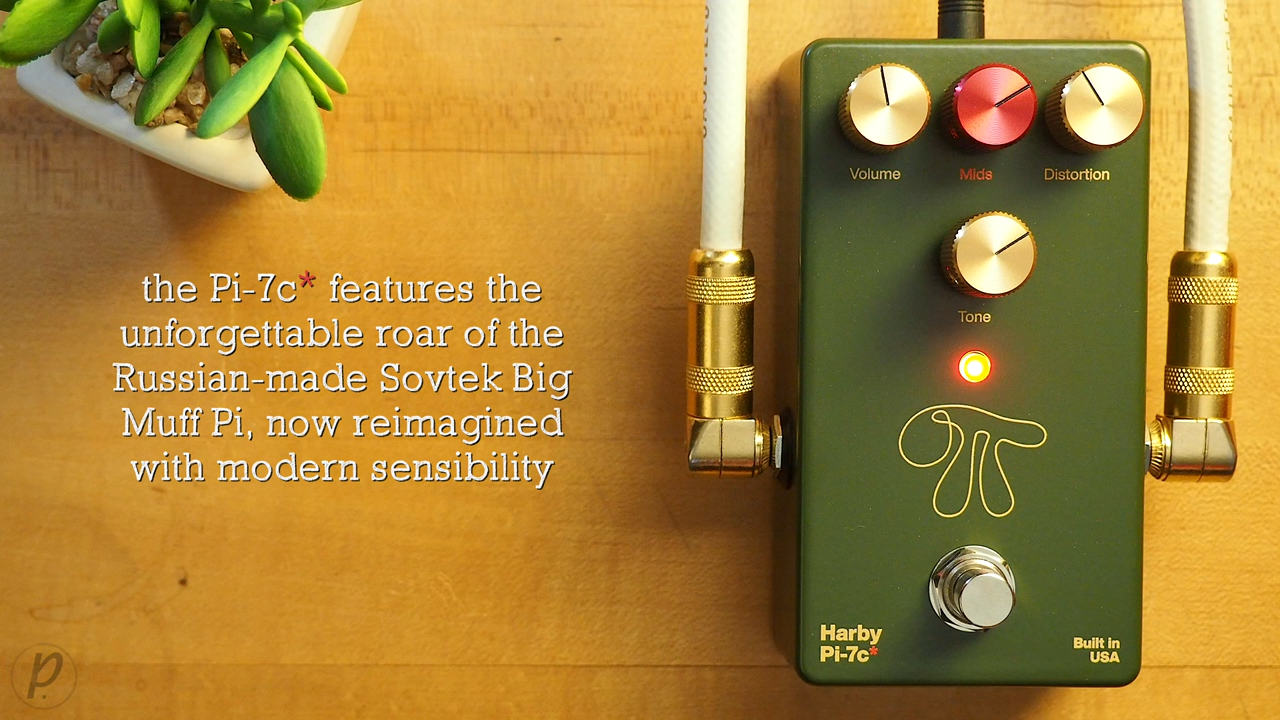 the Pi-7c* features the
unforgettable roar of the
Russian-made Sovtek Big
Muff Pi, now reimagined
with modern sensibility
Volume
Mids
Distortion
Tone
Harby
Pi-7c*
Built in
USA
p.